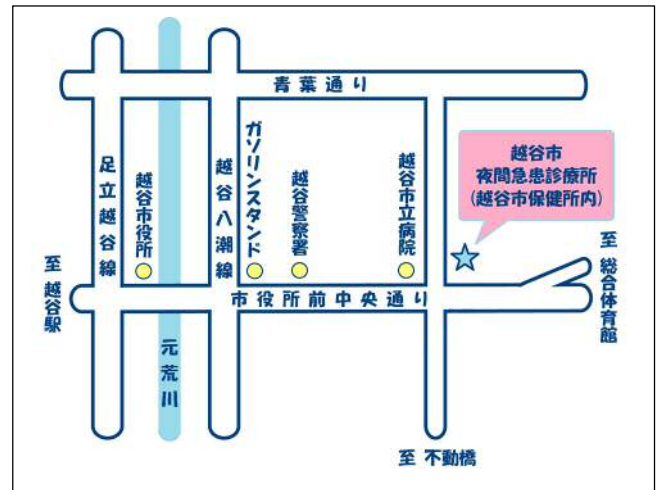 青葉通り
足立越谷線
越谷市役所
越谷八潮線
ガソリンスタンド
越谷警察署
越谷市立病院
越谷市
夜間急患診療所
(越谷市保健所内)
至 越谷駅
市役所前中央通り
至 総合体育館
元荒川
至 不動橋